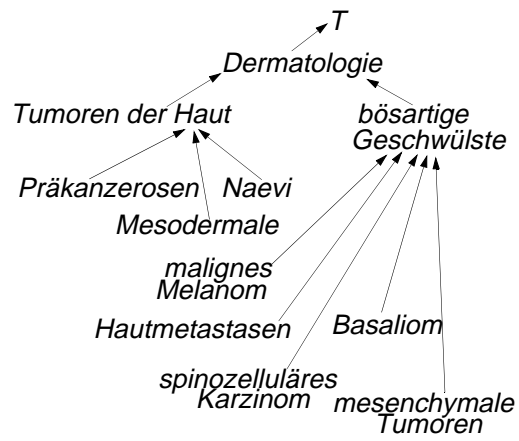 T
Dermatologie
Tumoren der Haut
bösartige
Geschwülste
Präkanzerosen
Naevi
Mesodermale
malignes
Melanom
Hautmetastasen
Basaliom
spinozelluläres
Karzinom
mesenchymale
Tumoren